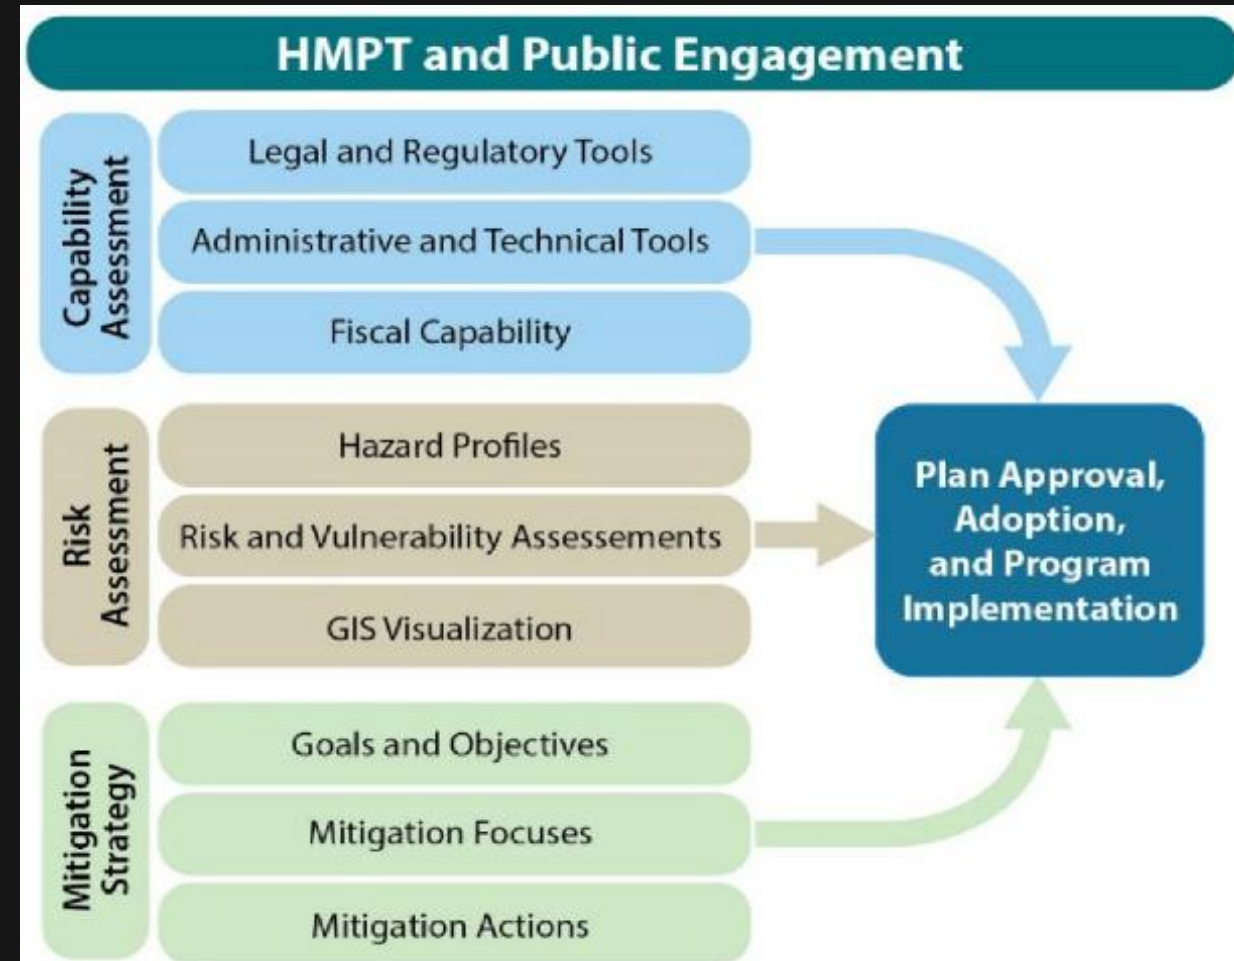 HMPT and Public Engagement
Capability
Assessment
Legal and Regulatory Tools
Administrative and Technical Tools
Fiscal Capability
Risk
Assessment
Hazard Profiles
Risk and Vulnerability Assessements
GIS Visualization
Mitigation
Strategy
Goals and Objectives
Mitigation Focuses
Mitigation Actions
Plan Approval,
Adoption,
and Program
Implementation